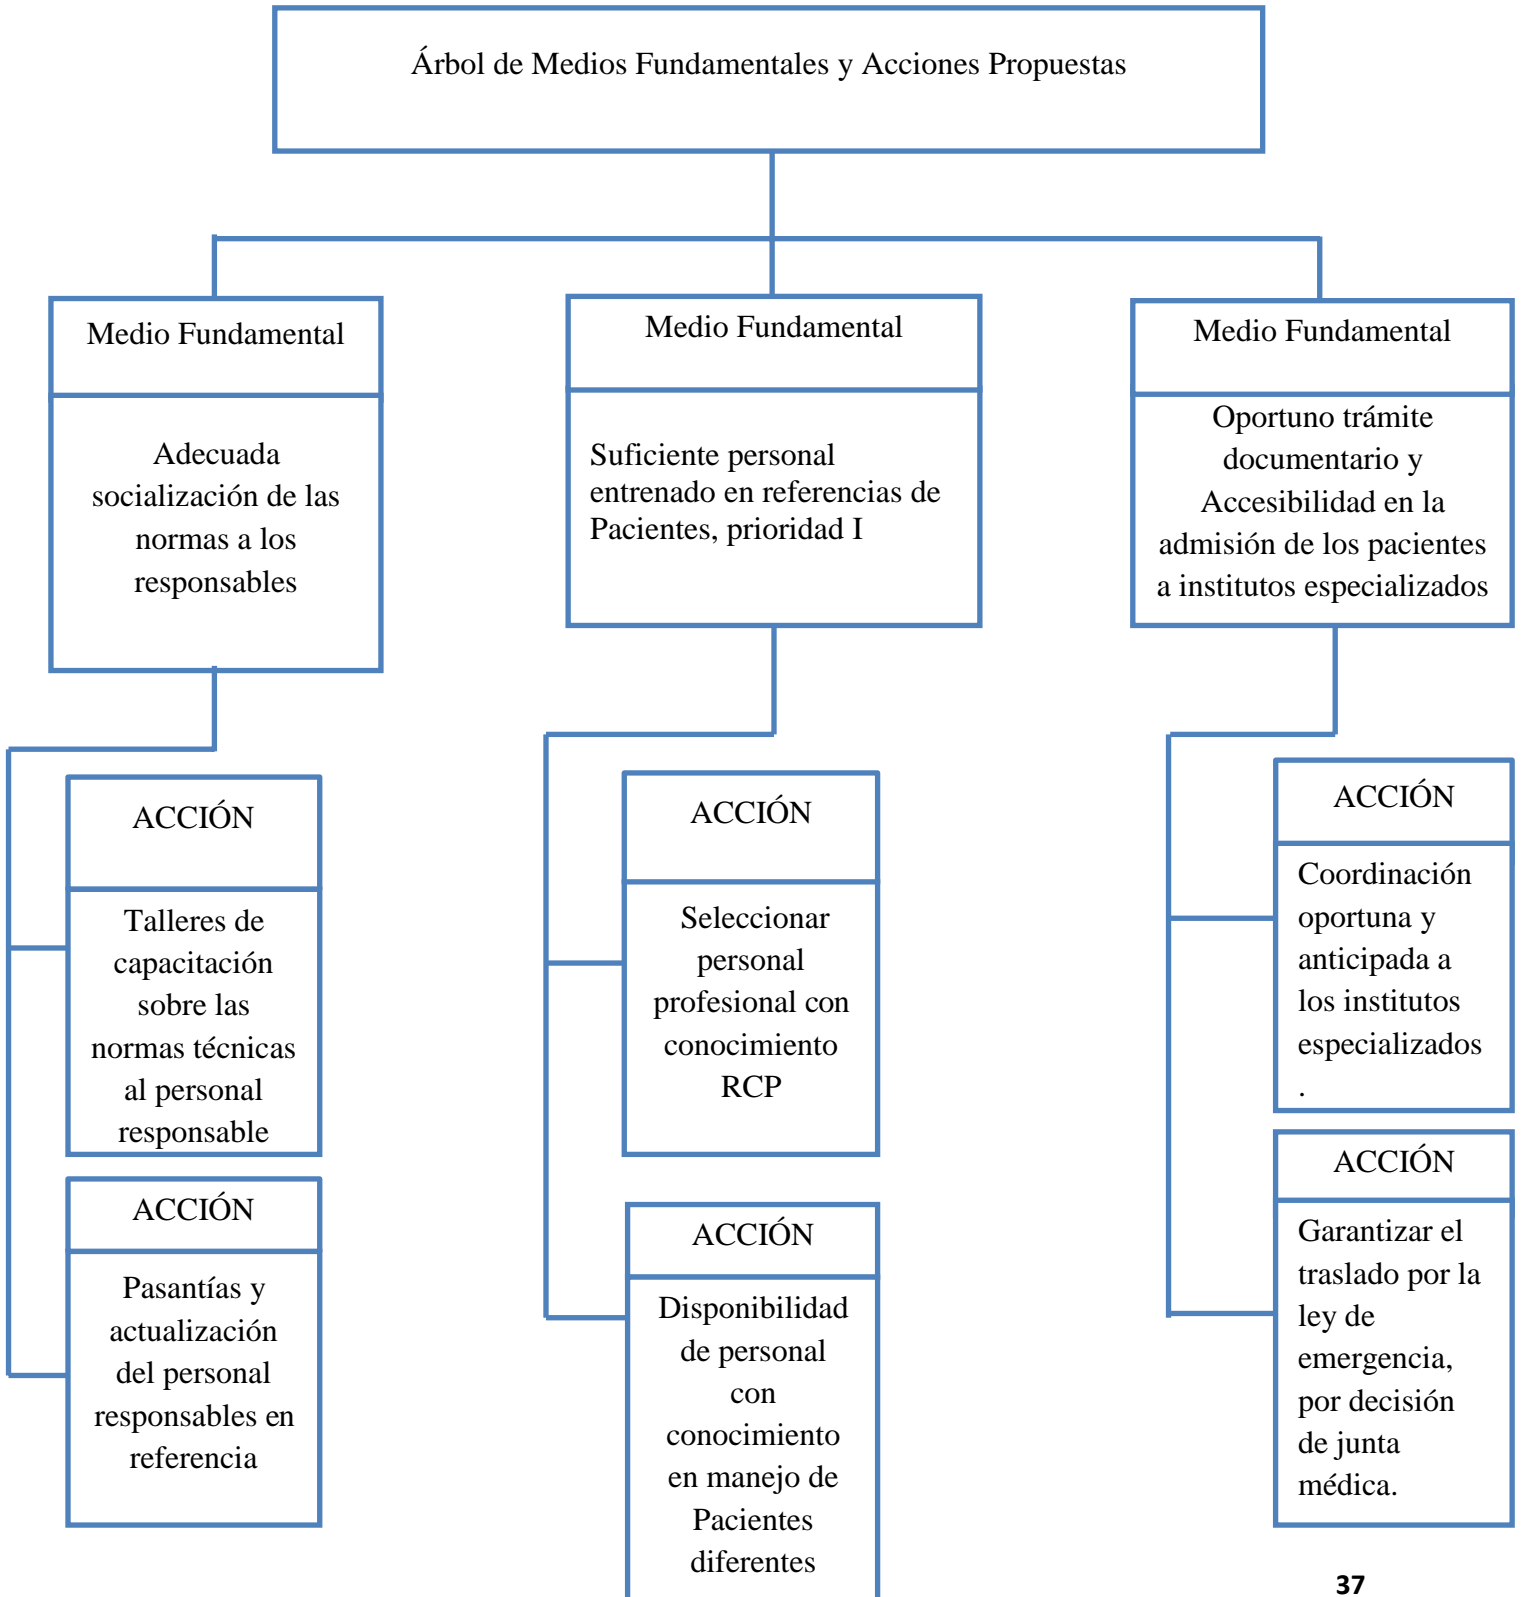 Árbol de Medios Fundamentales y Acciones Propuestas
Medio Fundamental
Adecuada
socialización de las
normas a los
responsables
Medio Fundamental
Suficiente personal
entrenado en referencias de
Pacientes, prioridad I
Medio Fundamental
Oportuno trámite
documentario y
Accesibilidad en la
admisión de los pacientes
a institutos especializados
ACCIÓN
Talleres de
capacitación
sobre las
normas técnicas
al personal
responsable
ACCIÓN
Pasantías y
actualización
del personal
responsables en
referencia
ACCIÓN
Seleccionar
personal
profesional con
conocimiento
RCP
ACCIÓN
Disponibilidad
de personal
con
conocimiento
en manejo de
Pacientes
diferentes
ACCIÓN
Coordinación
oportuna y
anticipada a
los institutos
especializados
.
ACCIÓN
Garantizar el
traslado por la
ley de
emergencia,
por decisión
de junta
médica.
37